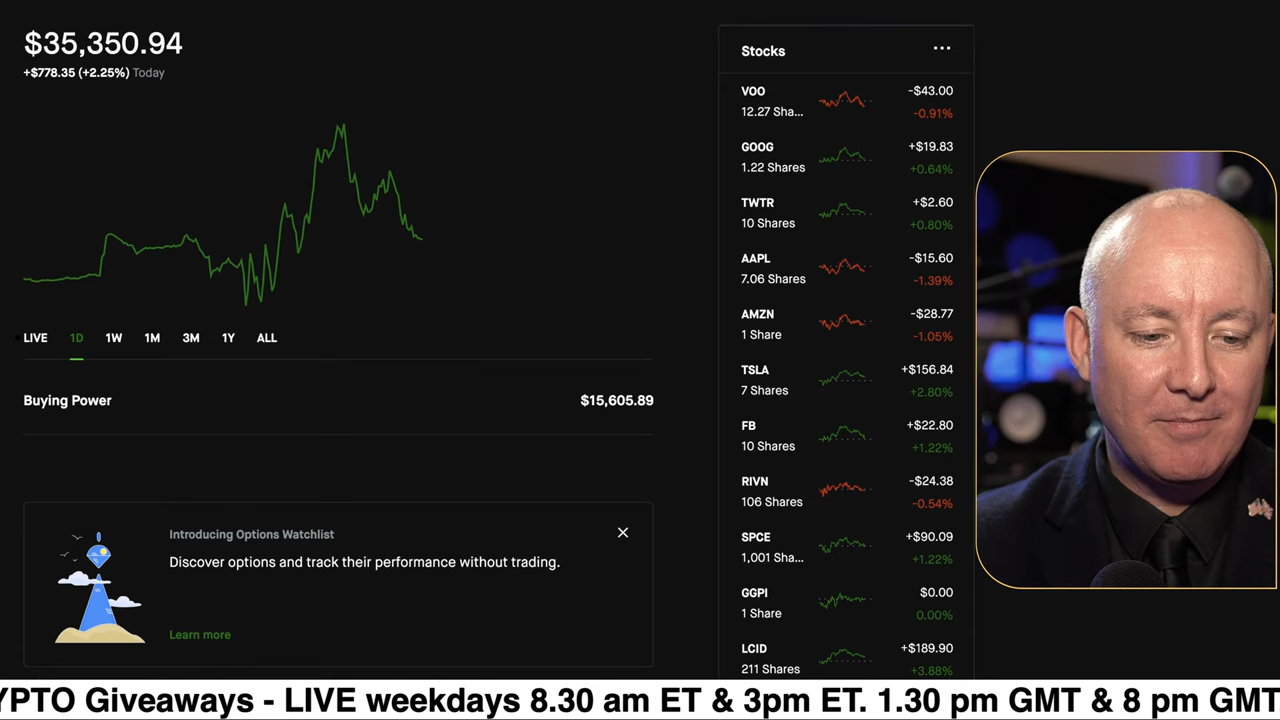 $35,350.94
+$778.35 (+2.25%) Today
LIVE 1D 1W 1M 3M 1Y ALL
Buying Power $15,605.89
Introducing Options Watchlist
Discover options and track their performance without trading.
Learn more
Stocks
VOO -$43.00
12.27 Sha... -0.91%
GOOG +$19.83
1.22 Shares +0.64%
TWTR +$2.60
10 Shares +0.80%
AAPL -$15.60
7.06 Shares -1.39%
AMZN -$28.77
1 Share -1.05%
TSLA +$156.84
7 Shares +2.80%
FB +$22.80
10 Shares +1.22%
RIVN -$24.38
106 Shares -0.54%
SPCE +$90.09
1,001 Sha... +1.22%
GGPI $0.00
1 Share 0.00%
LCID +$189.90
211 Shares +3.88%
YPTO Giveaways - LIVE weekdays 8.30 am ET & 3pm ET. 1.30 pm GMT & 8 pm GMT